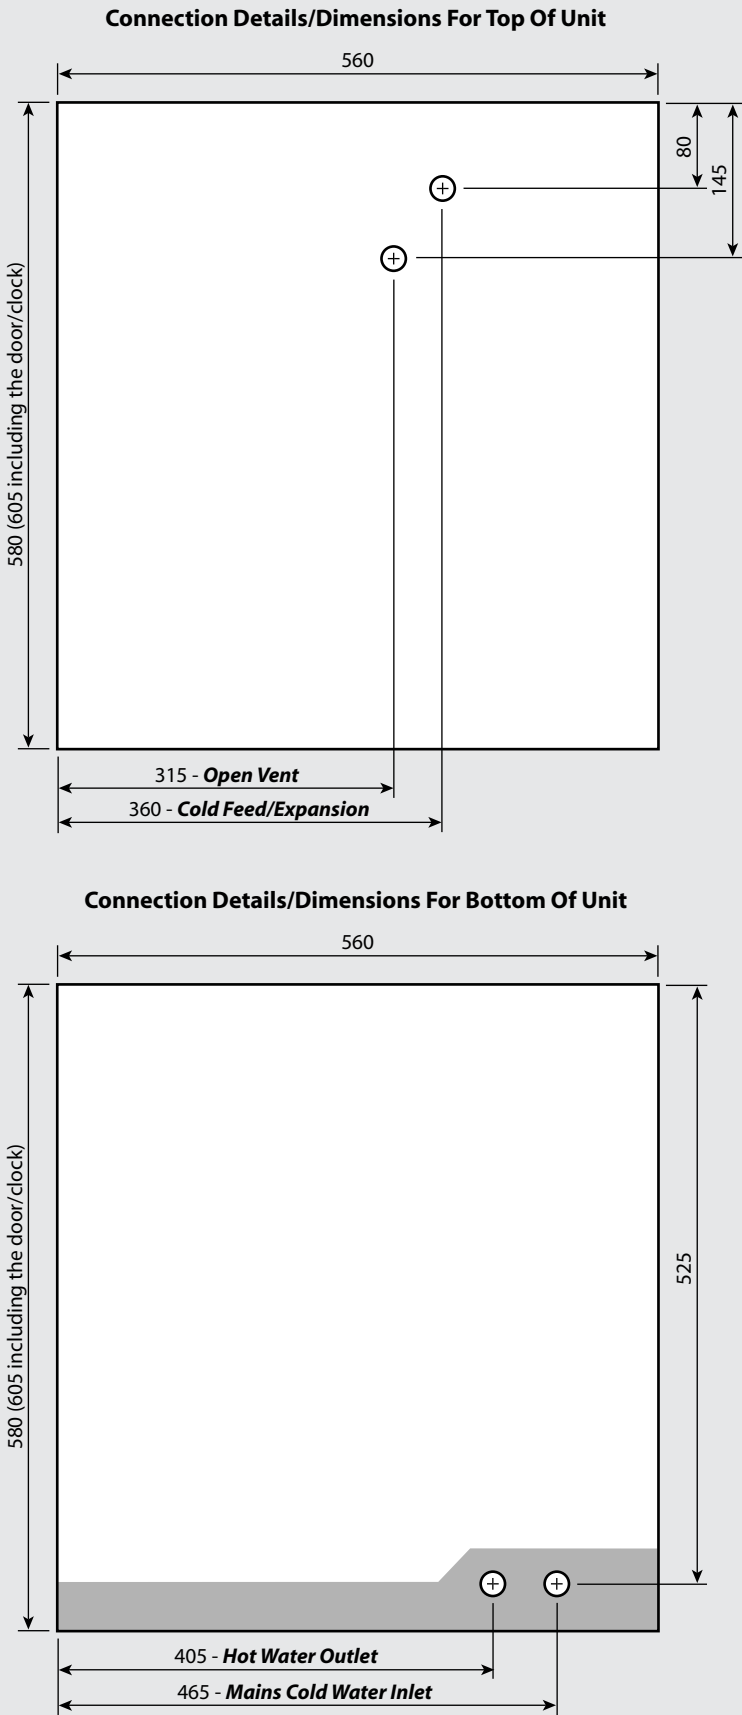 Connection Details/Dimensions For Top Of Unit
560
80
145
580 (605 including the door/clock)
315 - Open Vent
360 - Cold Feed/Expansion
Connection Details/Dimensions For Bottom Of Unit
560
580 (605 including the door/clock)
525
405 - Hot Water Outlet
465 - Mains Cold Water Inlet